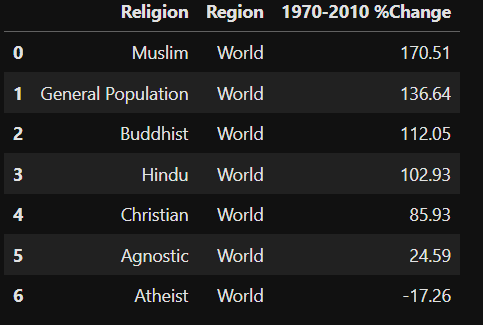 Religion Region 1970-2010 %Change
0 Muslim World 170.51
1 General Population World 136.64
2 Buddhist World 112.05
3 Hindu World 102.93
4 Christian World 85.93
5 Agnostic World 24.59
6 Atheist World -17.26